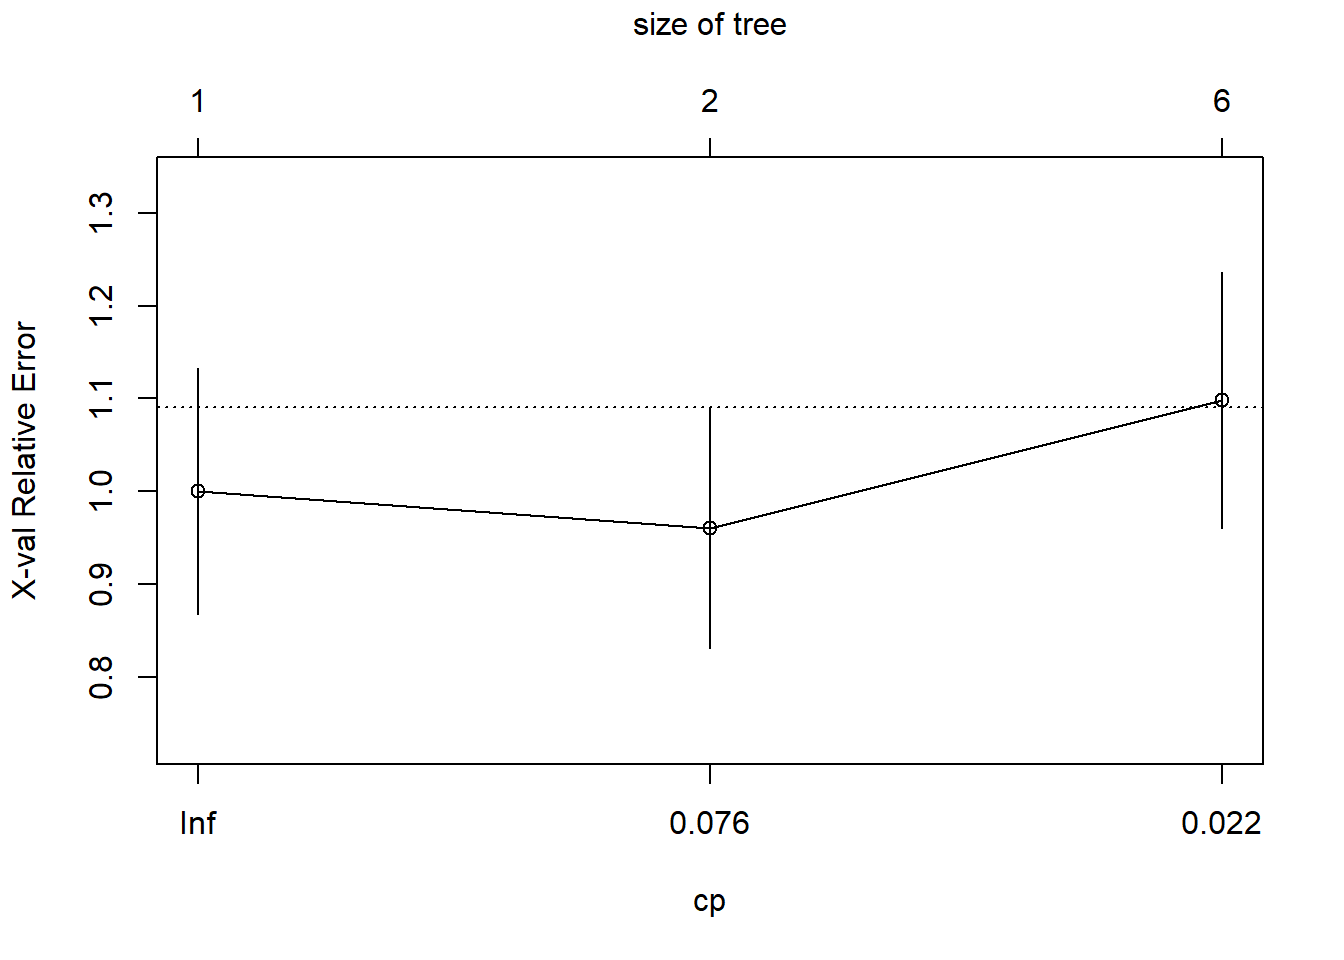 size of tree
1 2 6
X-val Relative Error
1.3
1.2
1.1
1.0
0.9
0.8
Inf 0.076 0.022
cp